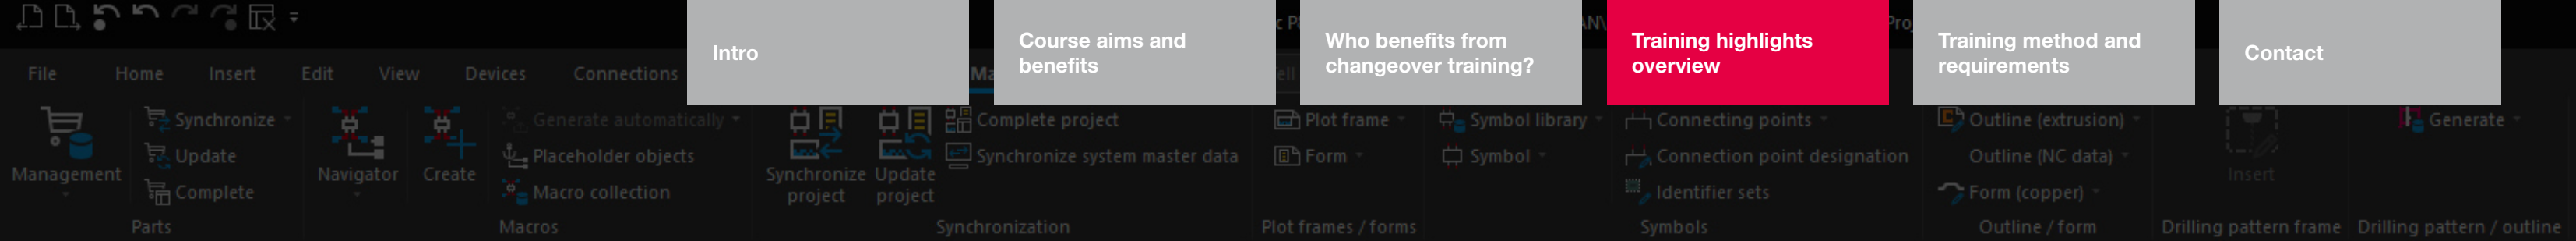 Intro
Course aims and
benefits
Who benefits from
changeover training?
Training highlights
overview
Training method and
requirements
Contact
File Home Insert Edit View Devices Connections Ma
Management
Synchronize
Update
Complete
Parts
Navigator
Create
Generate automatically
Placeholder objects
Macro collection
Macros
Synchronize
project
Update
project
Complete project
Synchronize system master data
Synchronization
Plot frame
Form
Plot frames / forms
Symbol library
Symbol
Connecting points
Connection point designation
Identifier sets
Symbols
Outline (extrusion)
Outline (NC data)
Form (copper)
Outline / form
Insert
Drilling pattern frame
Generate
Drilling pattern / outline